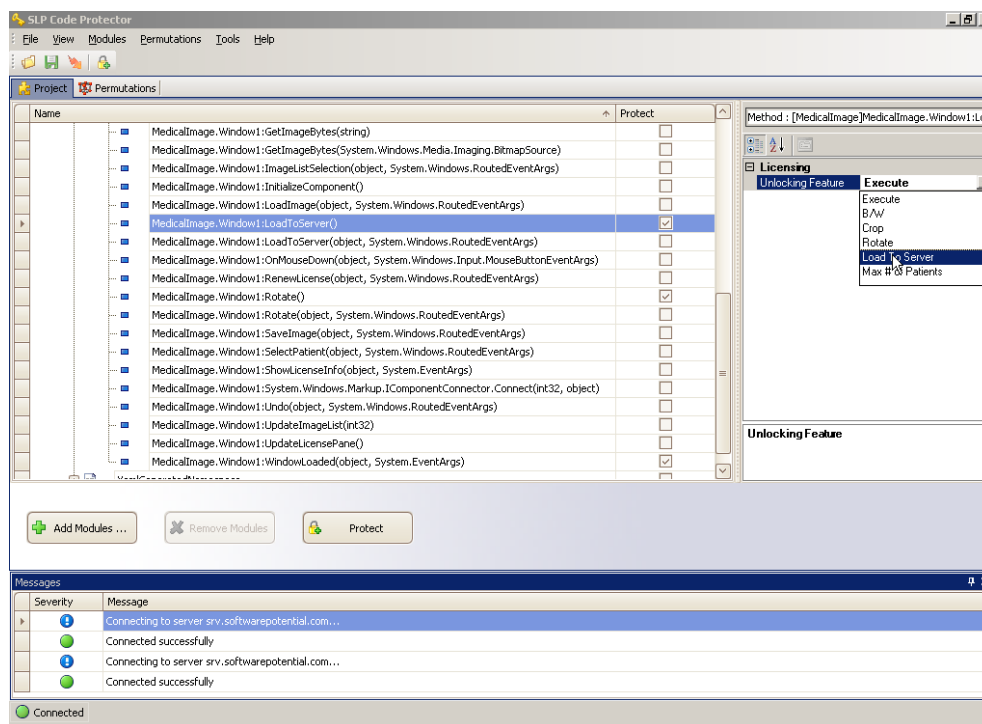 SLP Code Protector
File View Modules Permutations Tools Help
Project Permutations
Name Protect
MedicalImage.Window1:GetImageBytes(string)
MedicalImage.Window1:GetImageBytes(System.Windows.Media.Imaging.BitmapSource)
MedicalImage.Window1:ImageListSelection(object, System.Windows.RoutedEventArgs)
MedicalImage.Window1:InitializeComponent()
MedicalImage.Window1:LoadImage(object, System.Windows.RoutedEventArgs)
MedicalImage.Window1:LoadToServer()
MedicalImage.Window1:LoadToServer(object, System.Windows.RoutedEventArgs)
MedicalImage.Window1:OnMouseDown(object, System.Windows.Input.MouseButtonEventArgs)
MedicalImage.Window1:RenewLicense(object, System.Windows.RoutedEventArgs)
MedicalImage.Window1:Rotate()
MedicalImage.Window1:Rotate(object, System.Windows.RoutedEventArgs)
MedicalImage.Window1:SaveImage(object, System.Windows.RoutedEventArgs)
MedicalImage.Window1:SelectPatient(object, System.Windows.RoutedEventArgs)
MedicalImage.Window1:ShowLicenseInfo(object, System.EventArgs)
MedicalImage.Window1:System.Windows.Markup.IComponentConnector.Connect(int32, object)
MedicalImage.Window1:Undo(object, System.Windows.RoutedEventArgs)
MedicalImage.Window1:UpdateImageList(int32)
MedicalImage.Window1:UpdateLicensePane()
MedicalImage.Window1:WindowLoaded(object, System.EventArgs)
XamlGeneratedNamespace
Method : [MedicalImage]MedicalImage.Window1:Lo
Licensing
Unlocking Feature Execute
Execute
B/W
Crop
Rotate
Load To Server
Max # of Patients
Unlocking Feature
Add Modules ... Remove Modules Protect
Messages
Severity Message
Connecting to server srv.softwarepotential.com...
Connected successfully
Connecting to server srv.softwarepotential.com...
Connected successfully
Connected